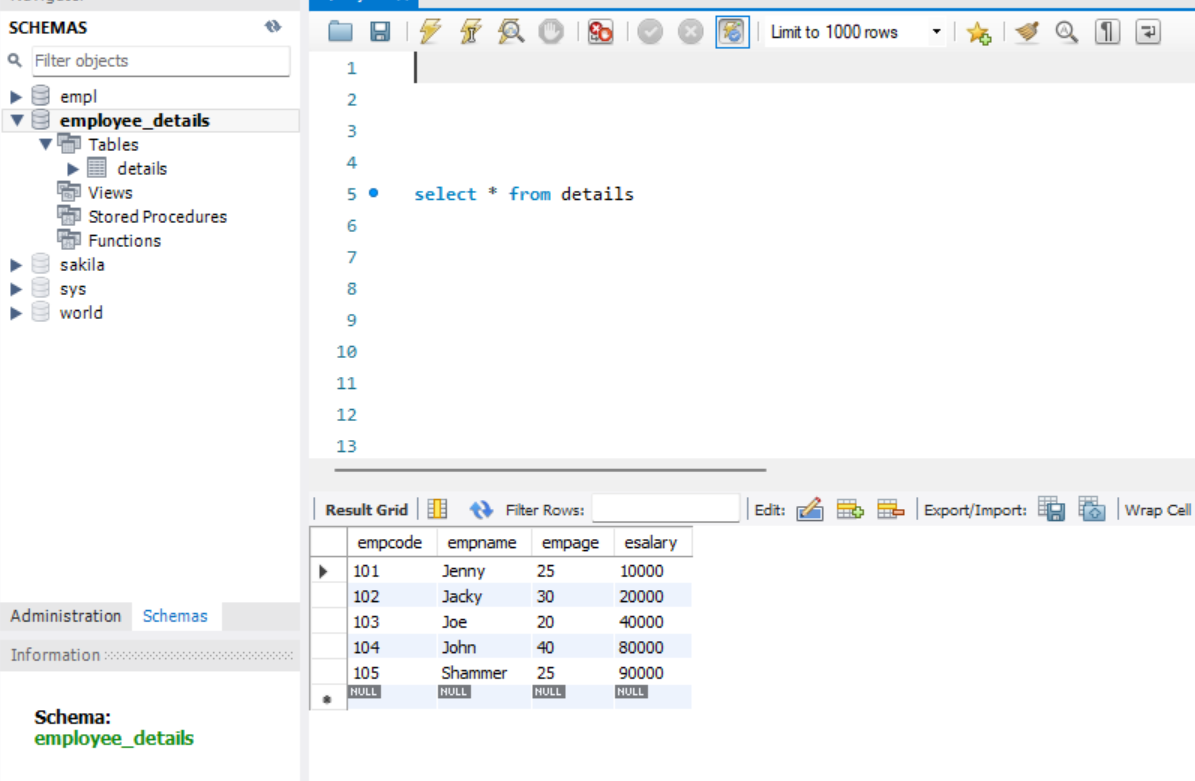 SCHEMAS
Filter objects
empl
employee_details
Tables
details
Views
Stored Procedures
Functions
sakila
sys
world
Administration Schemas
Information
Schema:
employee_details
Limit to 1000 rows
1
2
3
4
5 select * from details
6
7
8
9
10
11
12
13
Result Grid Filter Rows: Edit: Export/Import: Wrap Cell
empcode empname empage esalary
101 Jenny 25 10000
102 Jacky 30 20000
103 Joe 20 40000
104 John 40 80000
105 Shammer 25 90000
NULL NULL NULL NULL